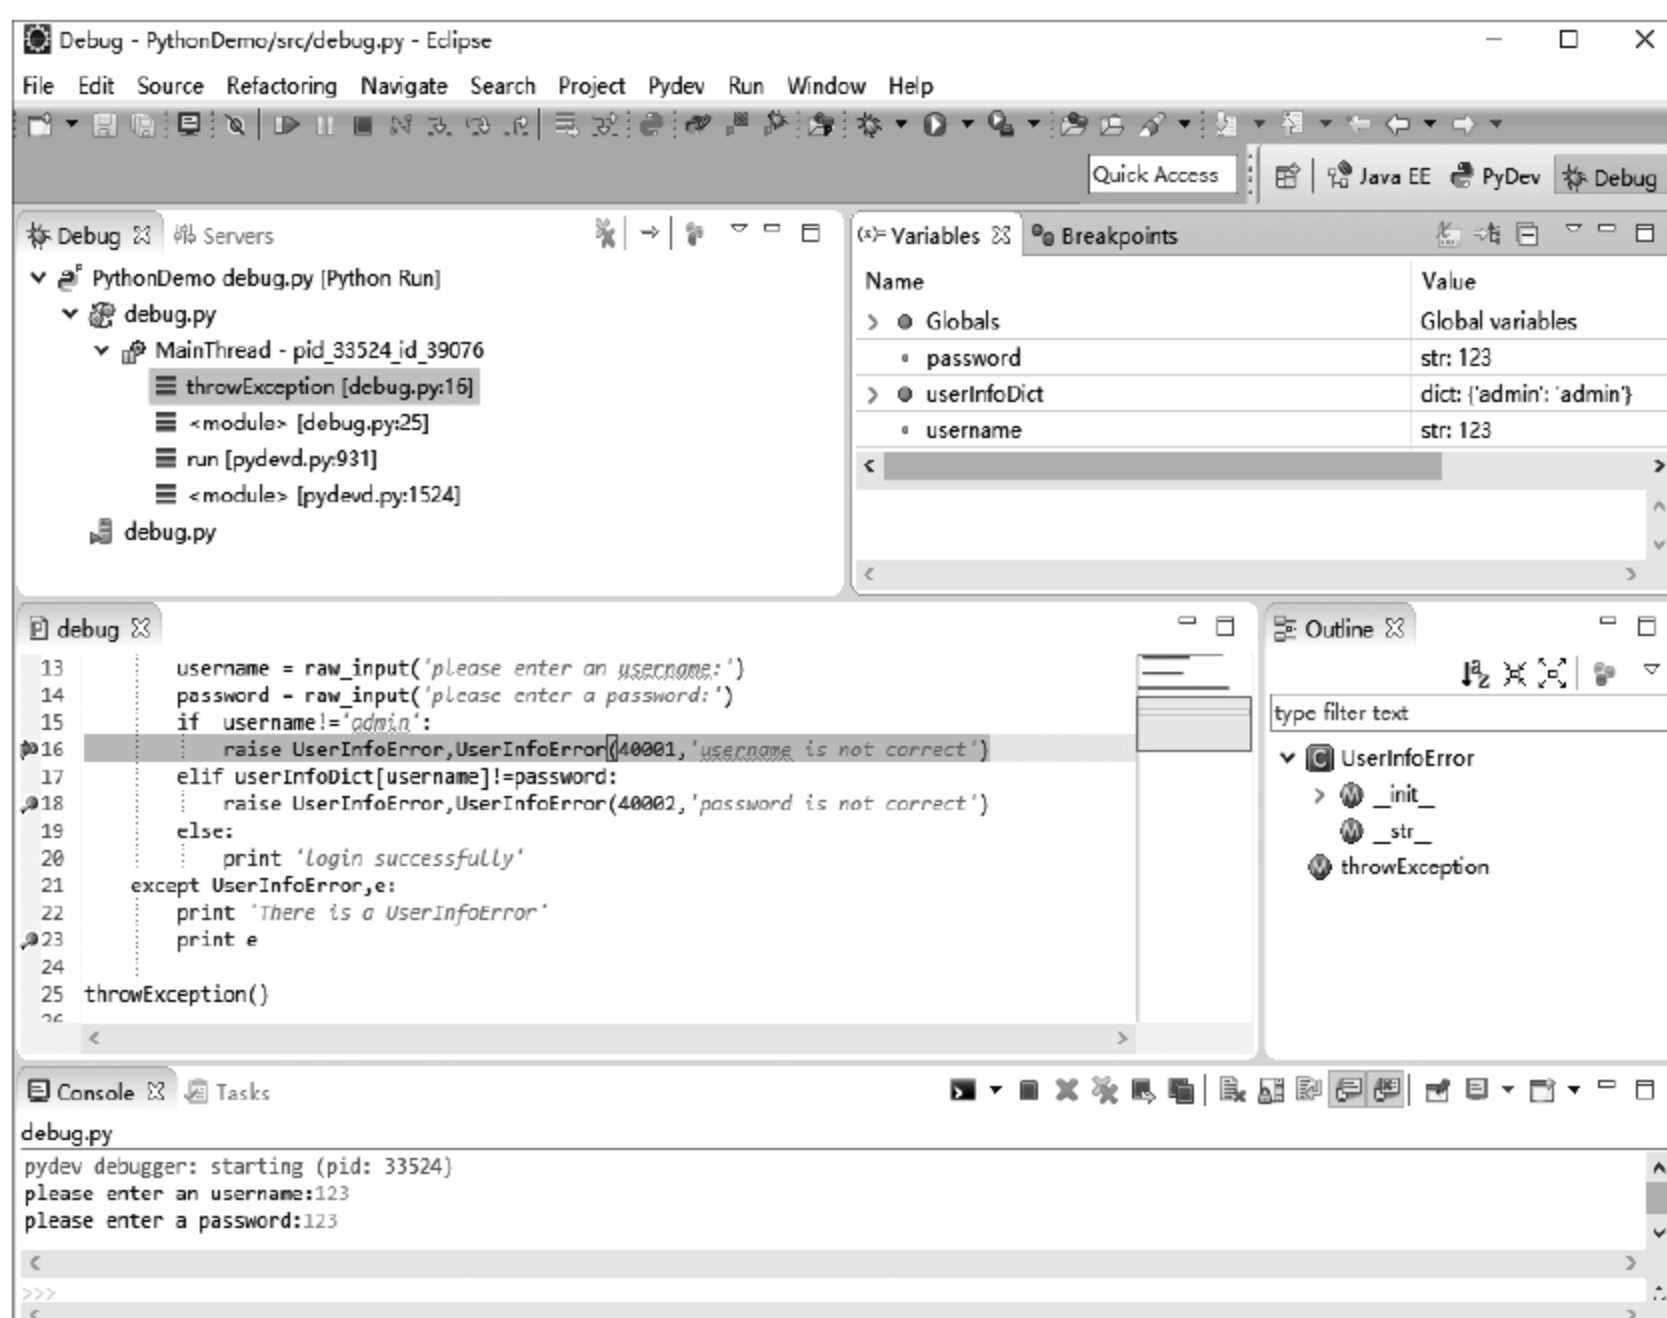 Debug - PythonDemo/src/debug.py - Eclipse
File Edit Source Refactoring Navigate Search Project Pydev Run Window Help
Quick Access Java EE PyDev Debug
Debug Servers
PythonDemo debug.py [Python Run]
debug.py
MainThread - pid_33524_id_39076
throwException [debug.py:16]
<module> [debug.py:25]
run [pydevd.py:931]
<module> [pydevd.py:1524]
debug.py
(x)= Variables Breakpoints
Name Value
Globals Global variables
password str: 123
userInfoDict dict: {'admin': 'admin'}
username str: 123
debug
13 username = raw_input('please enter an username:')
14 password = raw_input('please enter a password:')
15 if username!='admin':
16 raise UserInfoError,UserInfoError(40001,'username is not correct')
17 elif userInfoDict[username]!=password:
18 raise UserInfoError,UserInfoError(40002,'password is not correct')
19 else:
20 print 'login successfully'
21 except UserInfoError,e:
22 print 'There is a UserInfoError'
23 print e
24
25 throwException()
26
Outline
type filter text
UserInfoError
__init__
__str__
throwException
Console Tasks
debug.py
pydev debugger: starting (pid: 33524)
please enter an username:123
please enter a password:123
>>>